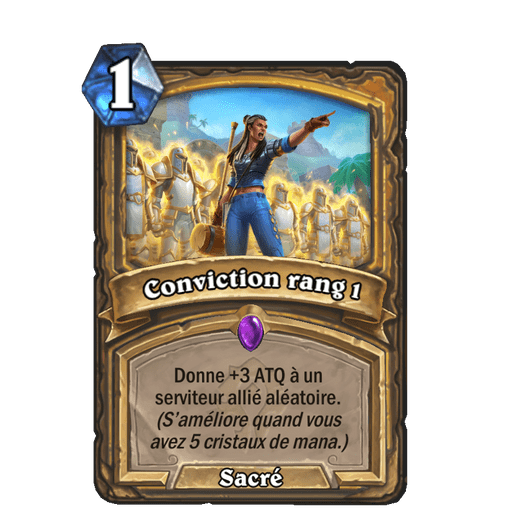 1
Conviction rang 1
Donne +3 ATQ à un
serviteur allié aléatoire.
(S'améliore quand vous
avez 5 cristaux de mana.)
Sacré